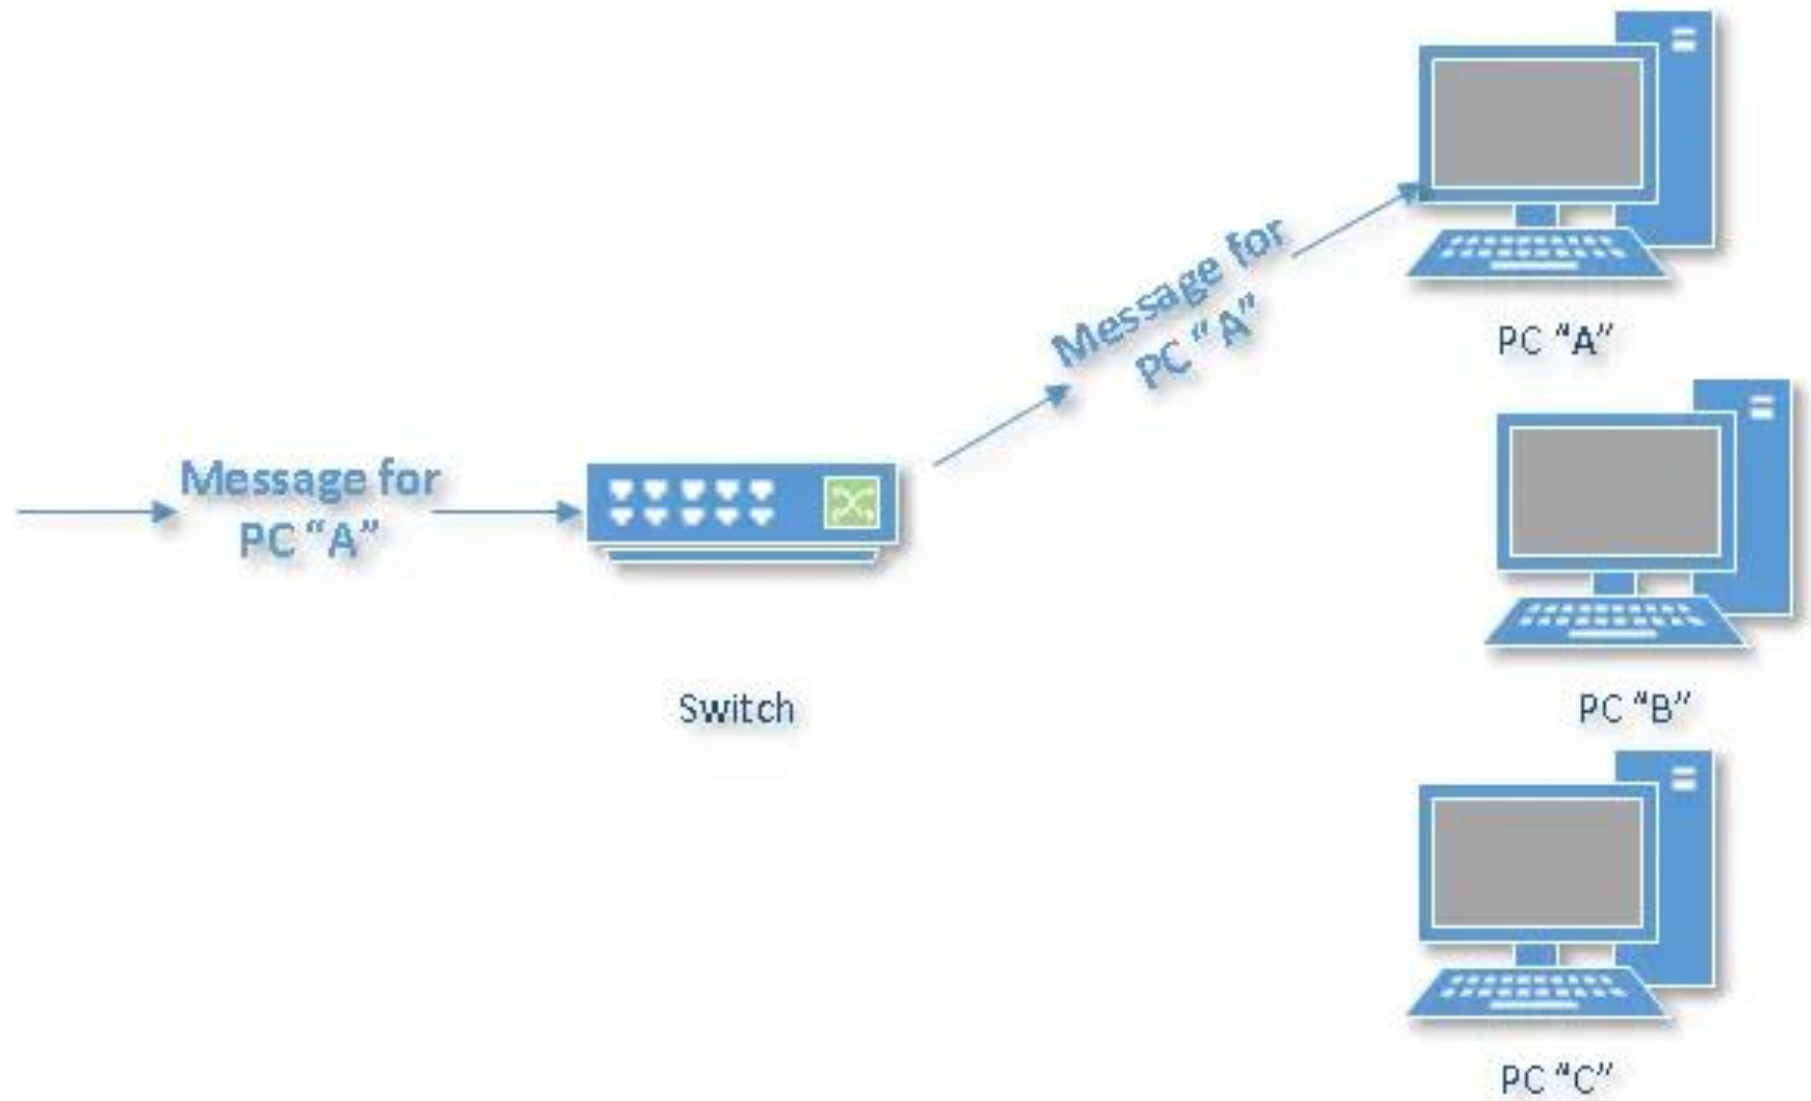 Message for
PC “A”
Switch
Message for
PC “A”
PC “A”
PC “B”
PC “C”